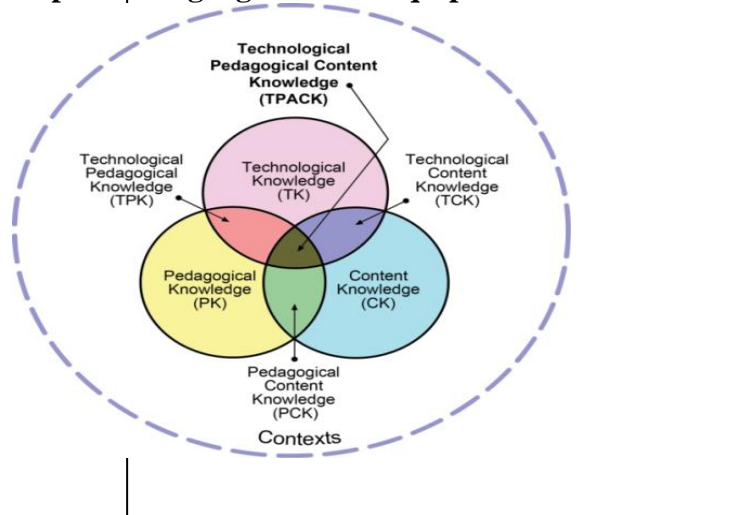 Technological
Pedagogical Content
Knowledge
(TPACK)
Technological
Pedagogical
Knowledge
(TPK)
Technological
Knowledge
(TK)
Technological
Content
Knowledge
(TCK)
Pedagogical
Knowledge
(PK)
Content
Knowledge
(CK)
Pedagogical
Content
Knowledge
(PCK)
Contexts